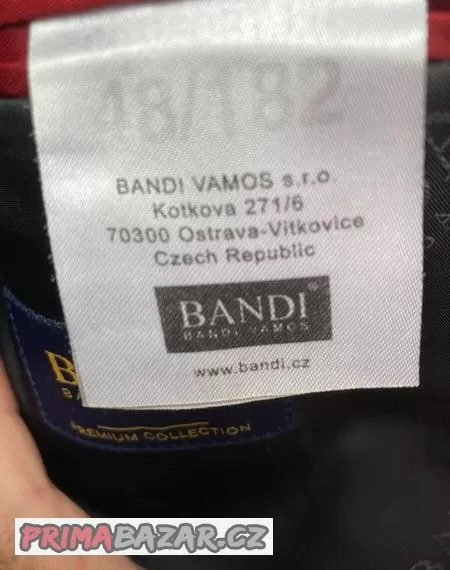 48/182
BANDI VAMOS s.r.o.
Kotkova 271/6
70300 Ostrava-Vitkovice
Czech Republic
BANDI®
BANDI VAMOS
www.bandi.cz
PREMIUM COLLECTION
PRIMABAZAR.CZ